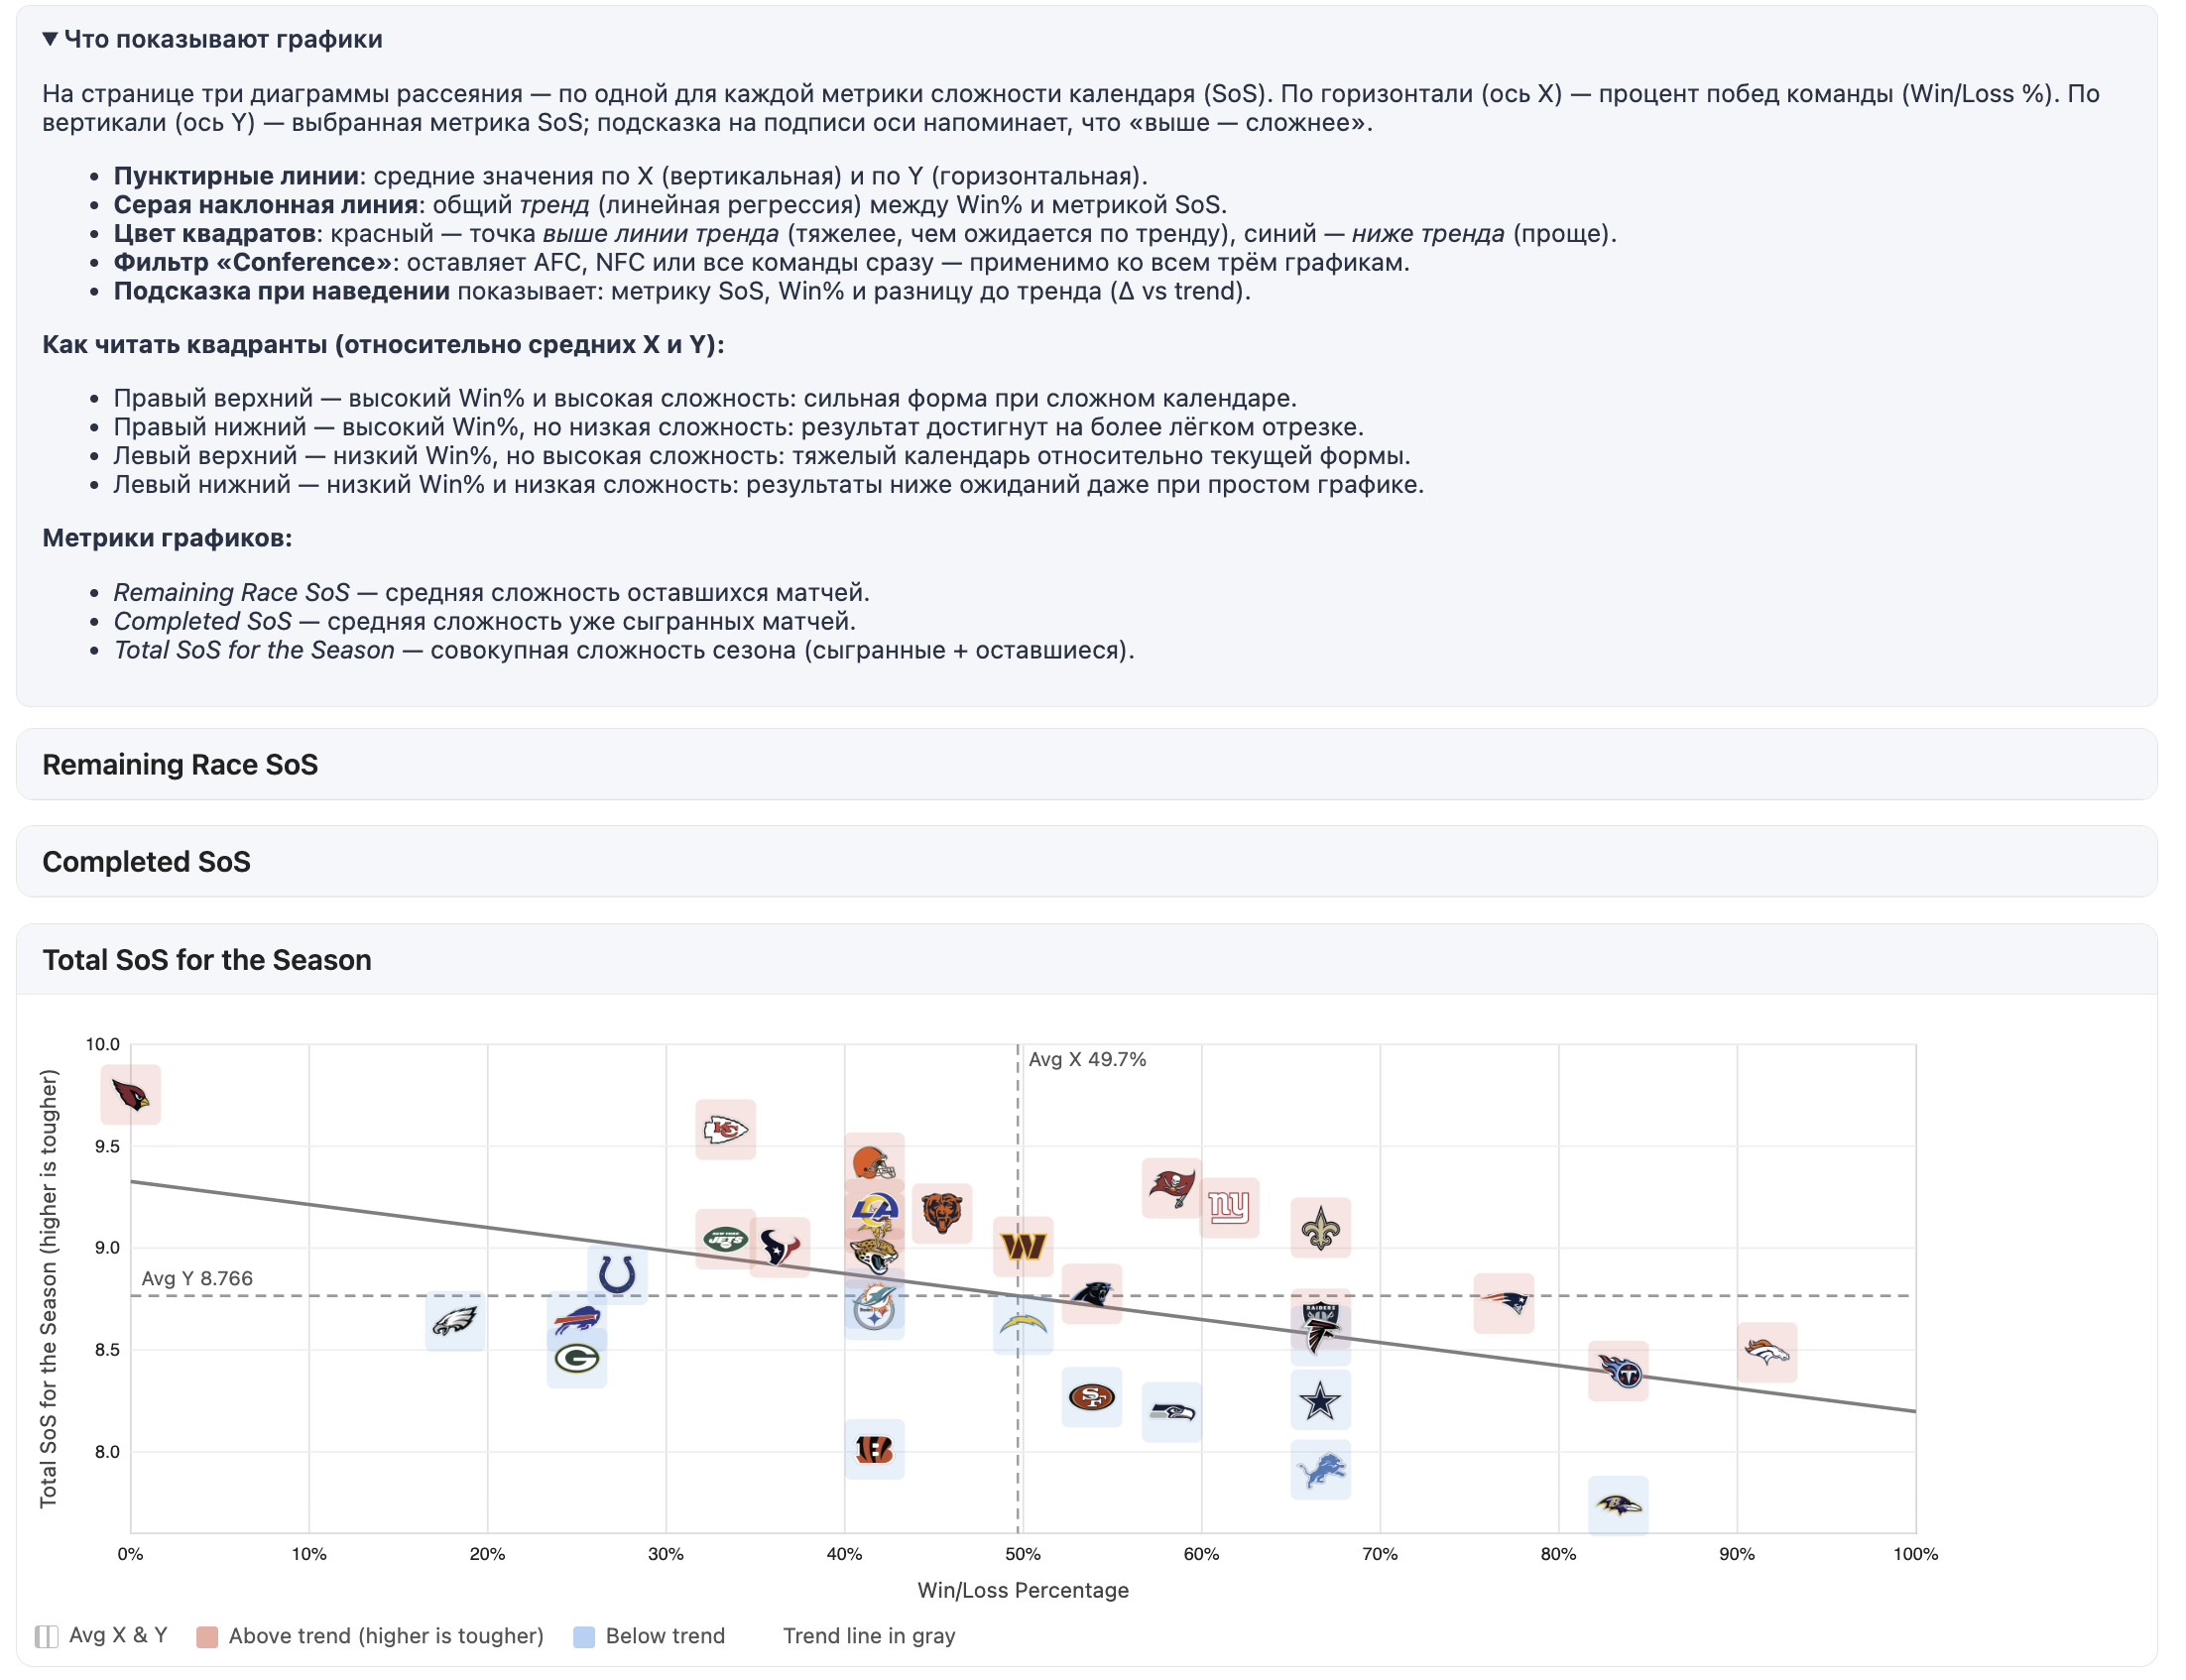 ▼ Что показывают графики
На странице три диаграммы рассеяния — по одной для каждой метрики сложности календаря (SoS). По горизонтали (ось X) — процент побед команды (Win/Loss %). По
вертикали (ось Y) — выбранная метрика SoS; подсказка на подписи оси напоминает, что «выше — сложнее».
• Пунктирные линии: средние значения по X (вертикальная) и по Y (горизонтальная).
• Серая наклонная линия: общий тренд (линейная регрессия) между Win% и метрикой SoS.
• Цвет квадратов: красный — точка выше линии тренда (тяжелее, чем ожидается по тренду), синий — ниже тренда (проще).
• Фильтр «Conference»: оставляет AFC, NFC или все команды сразу — применимо ко всем трём графикам.
• Подсказка при наведении показывает: метрику SoS, Win% и разницу до тренда (Δ vs trend).
Как читать квадранты (относительно средних X и Y):
• Правый верхний — высокий Win% и высокая сложность: сильная форма при сложном календаре.
• Правый нижний — высокий Win%, но низкая сложность: результат достигнут на более лёгком отрезке.
• Левый верхний — низкий Win%, но высокая сложность: тяжелый календарь относительно текущей формы.
• Левый нижний — низкий Win% и низкая сложность: результаты ниже ожиданий даже при простом графике.
Метрики графиков:
• Remaining Race SoS — средняя сложность оставшихся матчей.
• Completed SoS — средняя сложность уже сыгранных матчей.
• Total SoS for the Season — совокупная сложность сезона (сыгранные + оставшиеся).
Remaining Race SoS
Completed SoS
Total SoS for the Season
Total SoS for the Season (higher is tougher)
10.0
9.5
9.0
8.5
8.0
Avg X 49.7%
Avg Y 8.766
KC
JETS
LA
W
ny
RAIDERS
G
SF
B
T
0%
10%
20%
30%
40%
50%
60%
70%
80%
90%
100%
Win/Loss Percentage
Avg X & Y
Above trend (higher is tougher)
Below trend
Trend line in gray